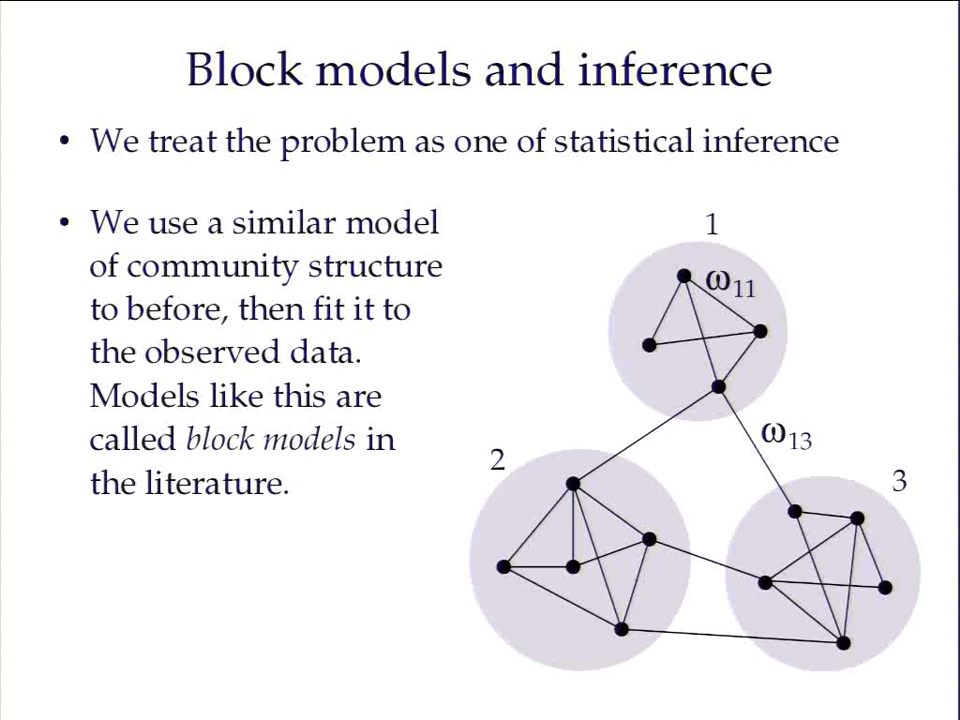 Block models and inference
• We treat the problem as one of statistical inference
• We use a similar model
of community structure
to before, then fit it to
the observed data.
Models like this are
called block models in
the literature.
1
ω₁₁
ω₁₃
2
3